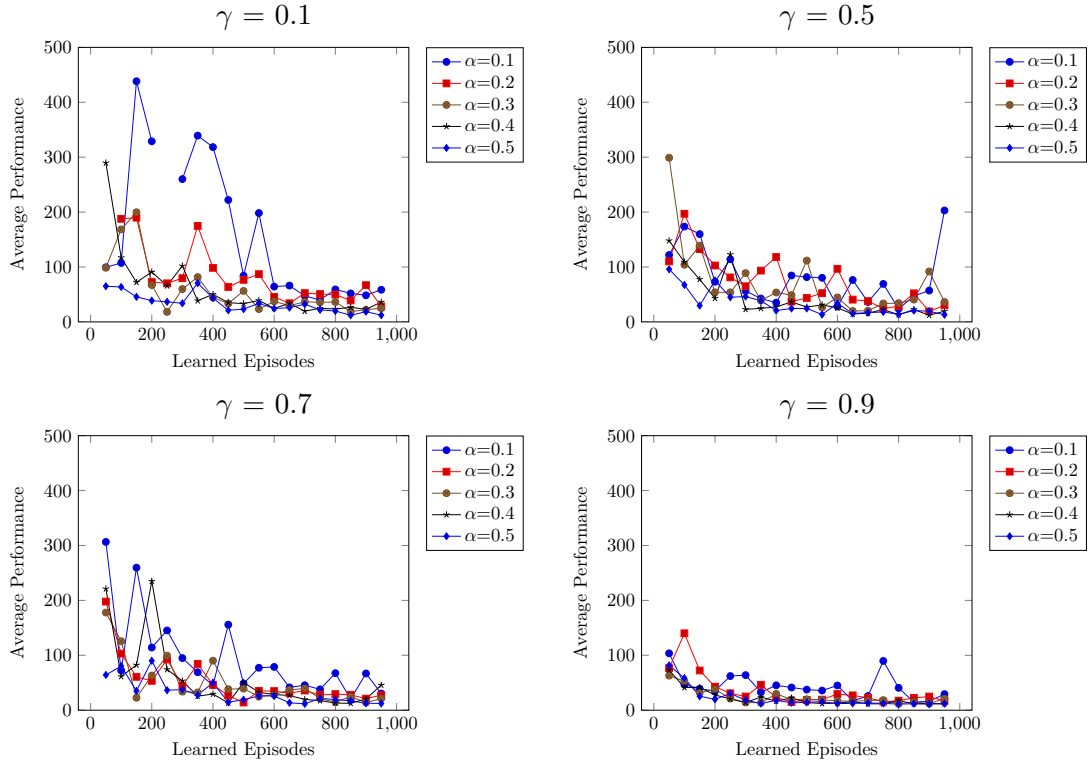 γ = 0.1
500
400
300
200
100
0
0 200 400 600 800 1,000
Learned Episodes
Average Performance
α=0.1
α=0.2
α=0.3
α=0.4
α=0.5
γ = 0.5
500
400
300
200
100
0
0 200 400 600 800 1,000
Learned Episodes
Average Performance
α=0.1
α=0.2
α=0.3
α=0.4
α=0.5
γ = 0.7
500
400
300
200
100
0
0 200 400 600 800 1,000
Learned Episodes
Average Performance
α=0.1
α=0.2
α=0.3
α=0.4
α=0.5
γ = 0.9
500
400
300
200
100
0
0 200 400 600 800 1,000
Learned Episodes
Average Performance
α=0.1
α=0.2
α=0.3
α=0.4
α=0.5